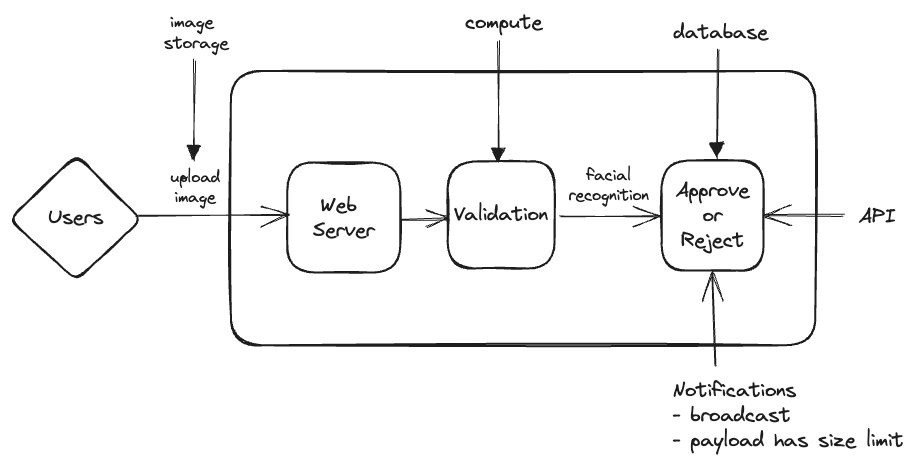 image
storage
compute
database
upload
image
Users
Web
Server
Validation
facial
recognition
Approve
or
Reject
API
Notifications
- broadcast
- payload has size limit